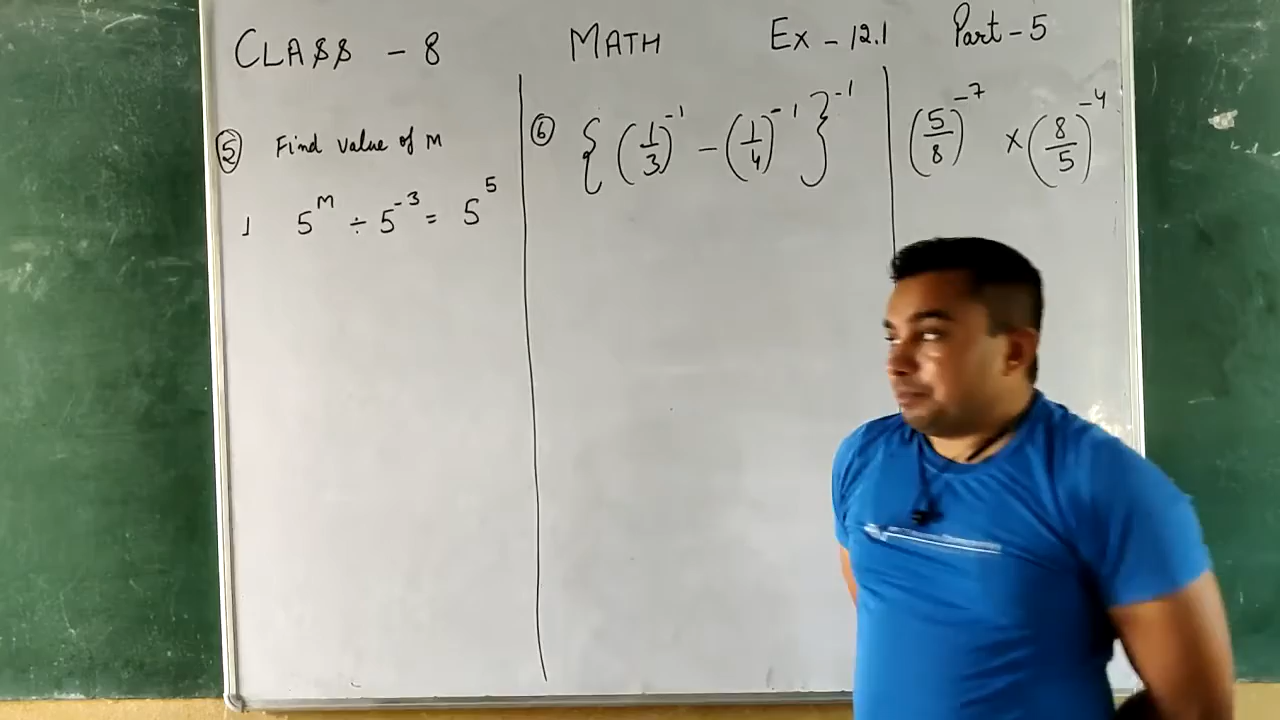 CLASS - 8 MATH Ex - 12.1 Part - 5
(5) Find value of m
1 5^m ÷ 5^-3 = 5^5
(6) {(1/3)^-1 - (1/4)^-1}^-1
(5/8)^-7 × (8/5)^-4